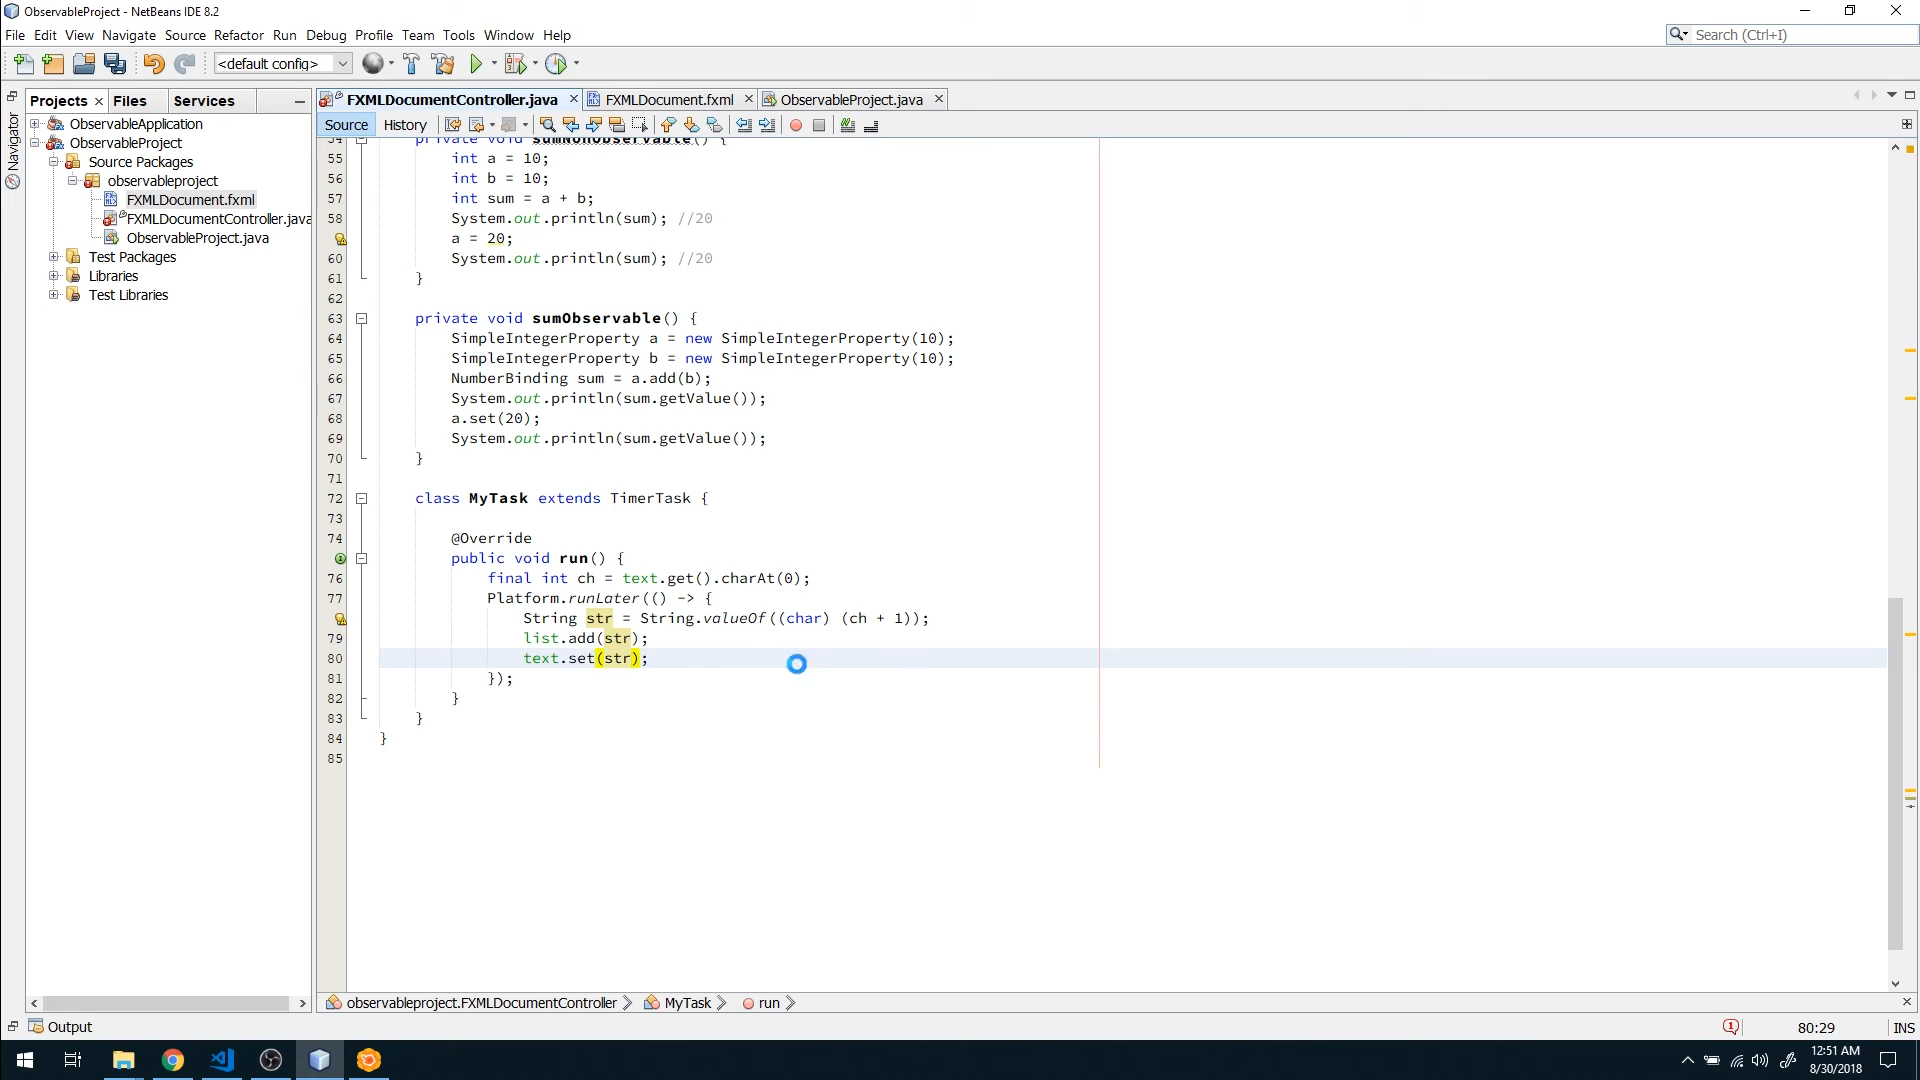 ObservableProject - NetBeans IDE 8.2
File Edit View Navigate Source Refactor Run Debug Profile Team Tools Window Help
Search (Ctrl+I)
<default config>
Projects
Files
Services
FXMLDocumentController.java
FXMLDocument.fxml
ObservableProject.java
Navigator
Source
History
ObservableApplication
ObservableProject
Source Packages
observableproject
FXMLDocument.fxml
FXMLDocumentController.java
ObservableProject.java
Test Packages
Libraries
Test Libraries
54 private void sumNonObservable() {
55 int a = 10;
56 int b = 10;
57 int sum = a + b;
58 System.out.println(sum); //20
a = 20;
60 System.out.println(sum); //20
61 }
62
63 private void sumObservable() {
64 SimpleIntegerProperty a = new SimpleIntegerProperty(10);
65 SimpleIntegerProperty b = new SimpleIntegerProperty(10);
66 NumberBinding sum = a.add(b);
67 System.out.println(sum.getValue());
68 a.set(20);
69 System.out.println(sum.getValue());
70 }
71
72 class MyTask extends TimerTask {
73
74 @Override
public void run() {
76 final int ch = text.get().charAt(0);
77 Platform.runLater(() -> {
String str = String.valueOf((char) (ch + 1));
79 list.add(str);
80 text.set(str);
81 });
82 }
83 }
84 }
85
observableproject.FXMLDocumentController
MyTask
run
Output
1
80:29
INS
12:51 AM
8/30/2018